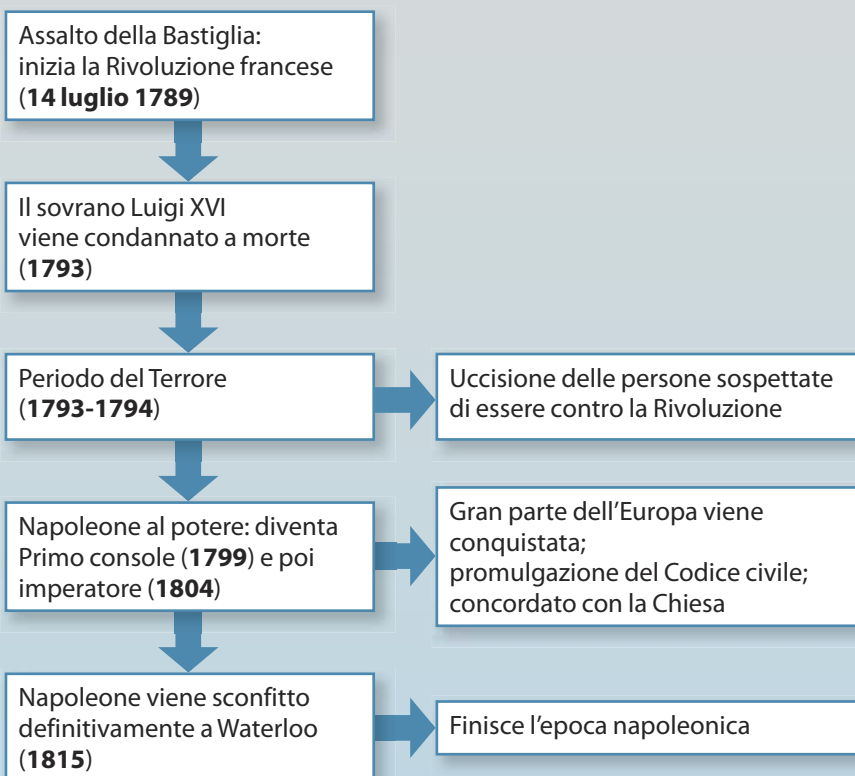 Assalto della Bastiglia:
inizia la Rivoluzione francese
(14 luglio 1789)
Il sovrano Luigi XVI
viene condannato a morte
(1793)
Periodo del Terrore
(1793-1794)
Uccisione delle persone sospettate
di essere contro la Rivoluzione
Napoleone al potere: diventa
Primo console (1799) e poi
imperatore (1804)
Gran parte dell’Europa viene
conquistata;
promulgazione del Codice civile;
concordato con la Chiesa
Napoleone viene sconfitto
definitivamente a Waterloo
(1815)
Finisce l’epoca napoleonica